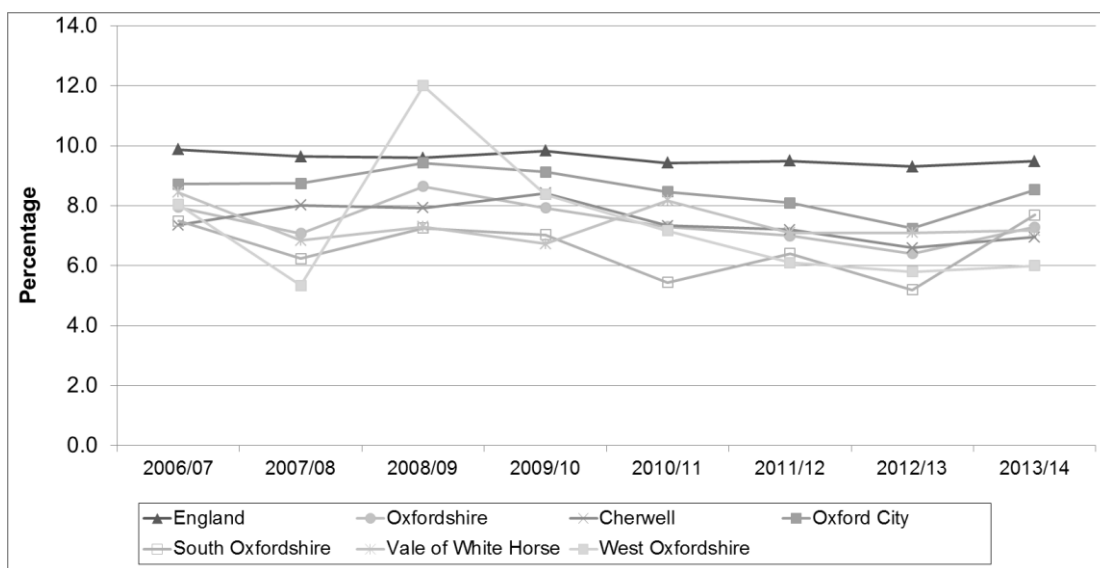 14.0
12.0
10.0
8.0
6.0
4.0
2.0
0.0
Percentage
2006/07 2007/08 2008/09 2009/10 2010/11 2011/12 2012/13 2013/14
England Oxfordshire Cherwell Oxford City
South Oxfordshire Vale of White Horse West Oxfordshire